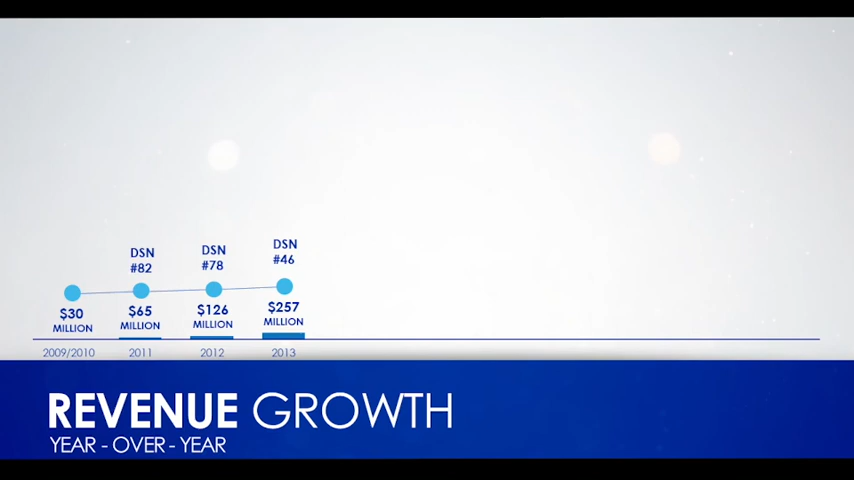 DSN
#82
DSN
#78
DSN
#46
$30
MILLION
$65
MILLION
$126
MILLION
$257
MILLION
2009/2010
2011
2012
2013
REVENUE GROWTH
YEAR - OVER - YEAR